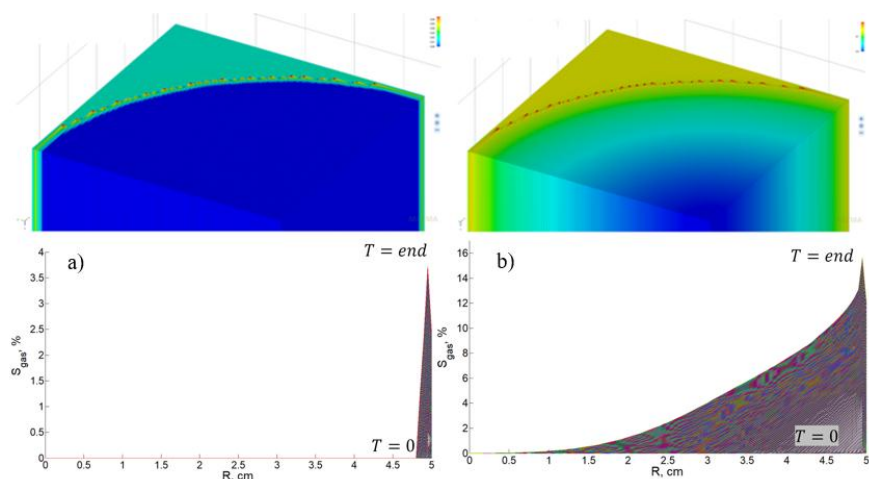 a)
T = end
4
3.5
3
2.5
2
1.5
1
0.5
0
S_gas, %
T = 0
0 0.5 1 1.5 2 2.5 3 3.5 4 4.5 5
R, cm
b)
T = end
16
14
12
10
8
6
4
2
0
S_gas, %
T = 0
0 0.5 1 1.5 2 2.5 3 3.5 4 4.5 5
R, cm